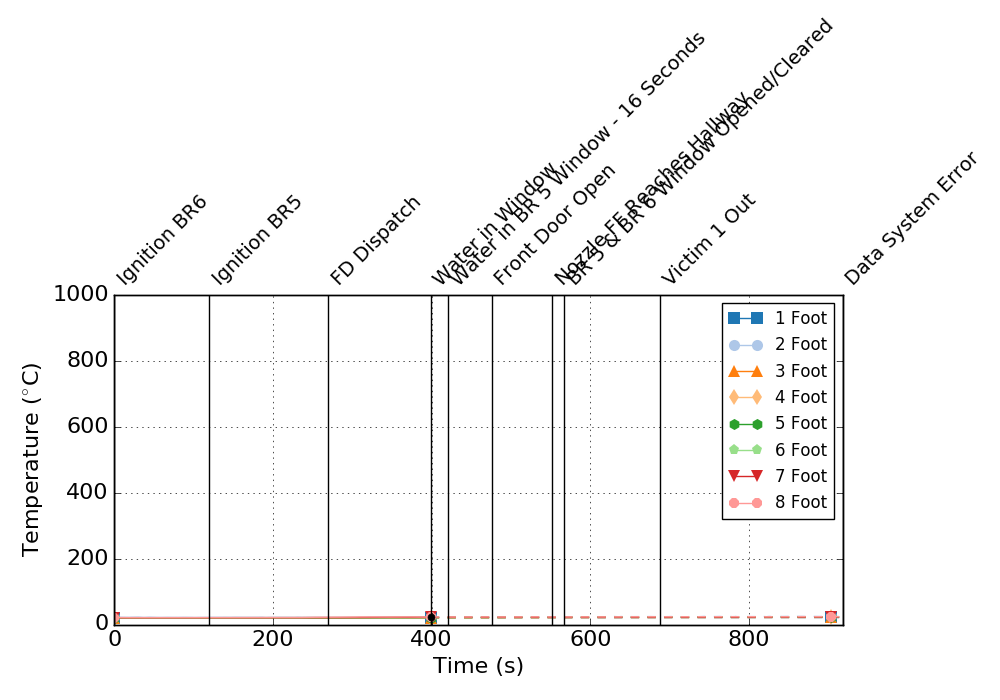 Ignition BR6
Ignition BR5
FD Dispatch
Water in Window
Water in BR 5 Window - 16 Seconds
Front Door Open
Nozzle FF Reaches Hallway
BR 5 & BR 6 Window Opened/Cleared
Victim 1 Out
Data System Error
1000
800
600
400
200
0
Temperature (°C)
1 Foot
2 Foot
3 Foot
4 Foot
5 Foot
6 Foot
7 Foot
8 Foot
0 200 400 600 800
Time (s)